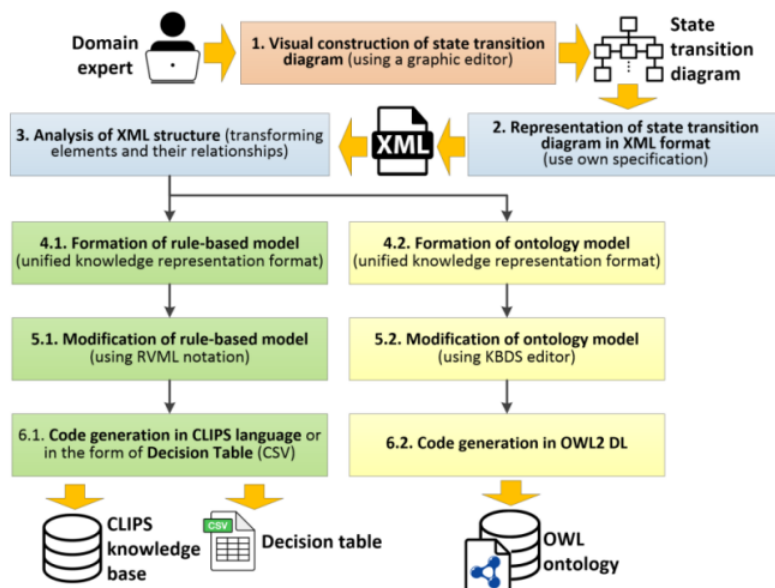 Domain
expert
1. Visual construction of state transition
diagram (using a graphic editor)
State
transition
diagram
3. Analysis of XML structure (transforming
elements and their relationships)
XML
2. Representation of state transition
diagram in XML format
(use own specification)
4.1. Formation of rule-based model
(unified knowledge representation format)
4.2. Formation of ontology model
(unified knowledge representation format)
5.1. Modification of rule-based model
(using RVML notation)
5.2. Modification of ontology model
(using KBDS editor)
6.1. Code generation in CLIPS language or
in the form of Decision Table (CSV)
6.2. Code generation in OWL2 DL
CLIPS
knowledge
base
CSV
Decision table
OWL
ontology